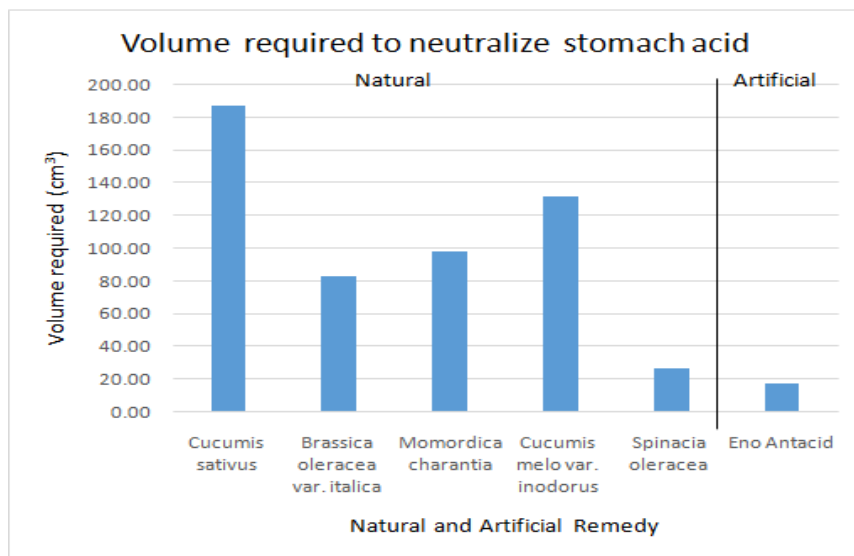 Volume required to neutralize stomach acid
Natural
Artificial
Volume required (cm³)
200.00
180.00
160.00
140.00
120.00
100.00
80.00
60.00
40.00
20.00
0.00
Cucumis
sativus
Brassica
oleracea
var. italica
Momordica
charantia
Cucumis
melo var.
inodorus
Spinacia
oleracea
Eno Antacid
Natural and Artificial Remedy